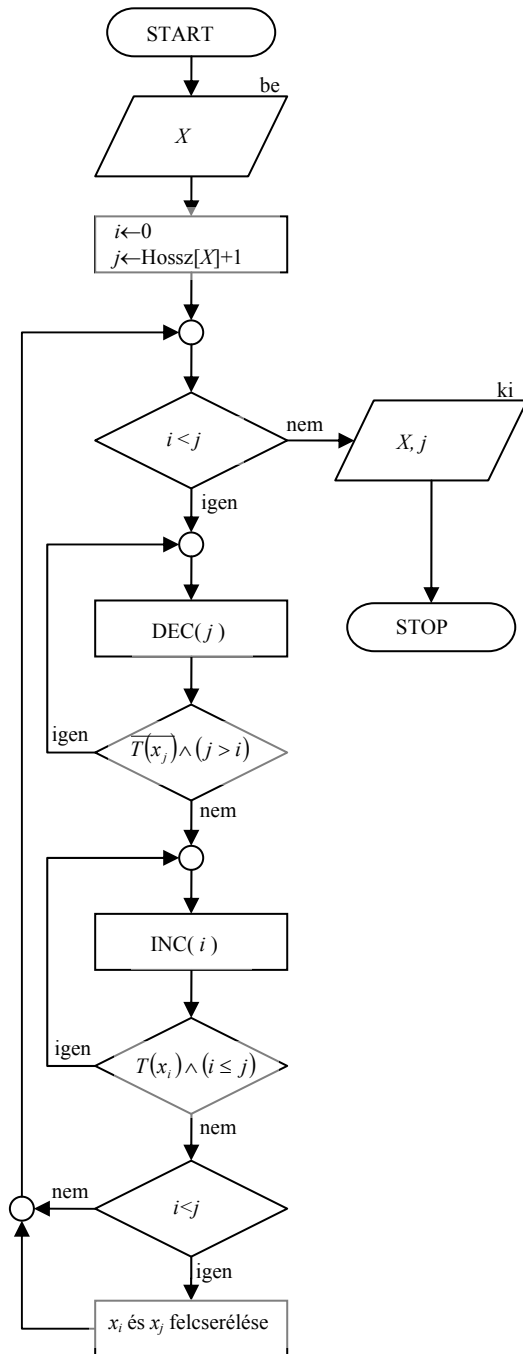 START
be
X
i←0
j←Hossz[X]+1
i < j
nem
ki
X, j
igen
STOP
DEC( j )
igen
T(x_j)‾ ∧ (j > i)
nem
INC( i )
igen
T(x_i) ∧ (i ≤ j)
nem
nem
i<j
igen
x_i és x_j felcserélése